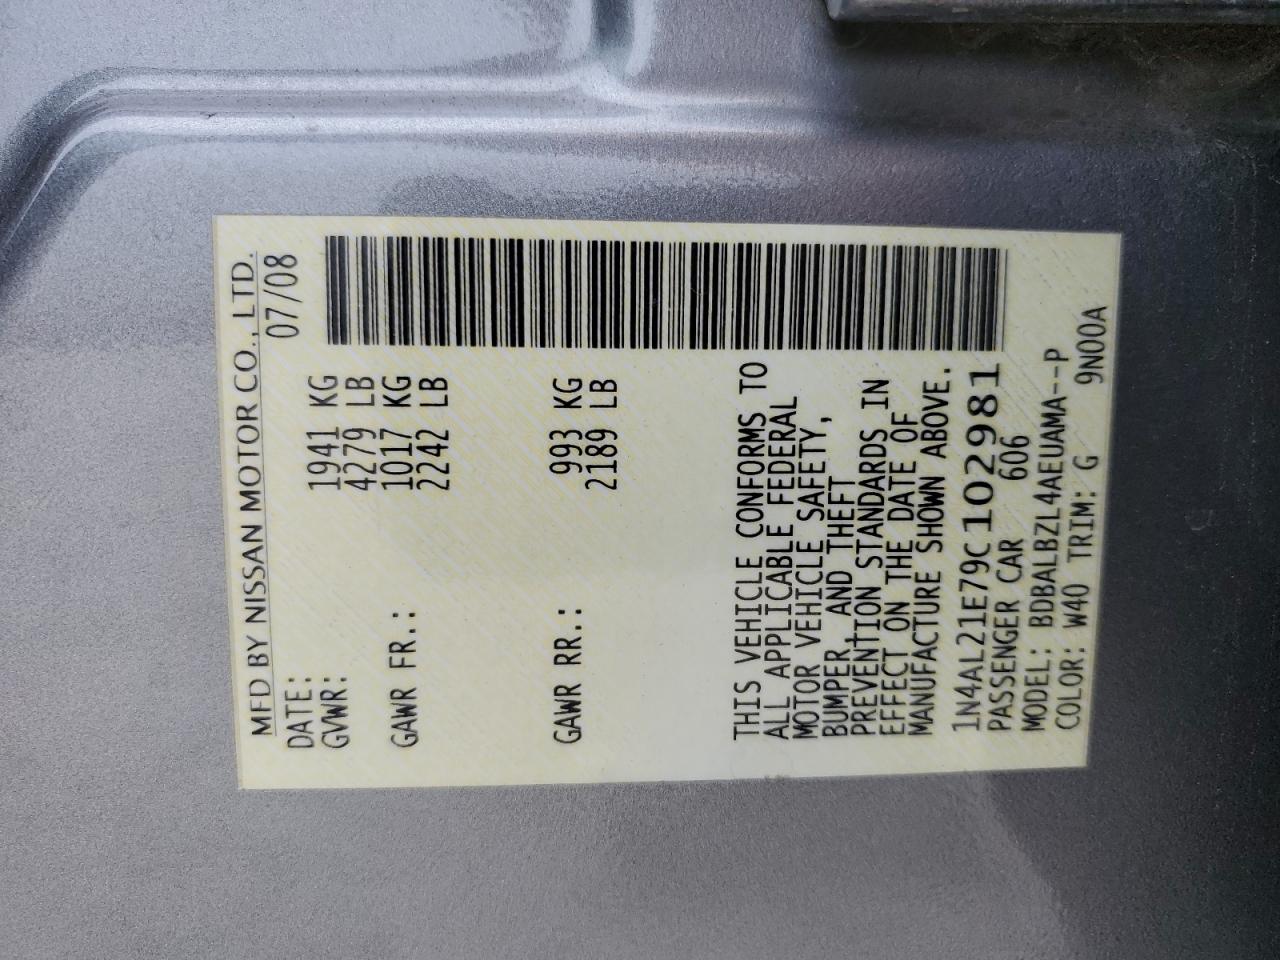 MFD BY NISSAN MOTOR CO., LTD.
DATE: 07/08
GVWR: 1941 KG
4279 LB
GAWR FR.: 1017 KG
2242 LB
GAWR RR.: 993 KG
2189 LB
THIS VEHICLE CONFORMS TO
ALL APPLICABLE FEDERAL
MOTOR VEHICLE SAFETY,
BUMPER, AND THEFT
PREVENTION STANDARDS IN
EFFECT ON THE DATE OF
MANUFACTURE SHOWN ABOVE.
1N4AL21E79C102981
PASSENGER CAR 606
MODEL: BDBALBZL4AEUAMA--P
COLOR: W40 TRIM: G 9N00A